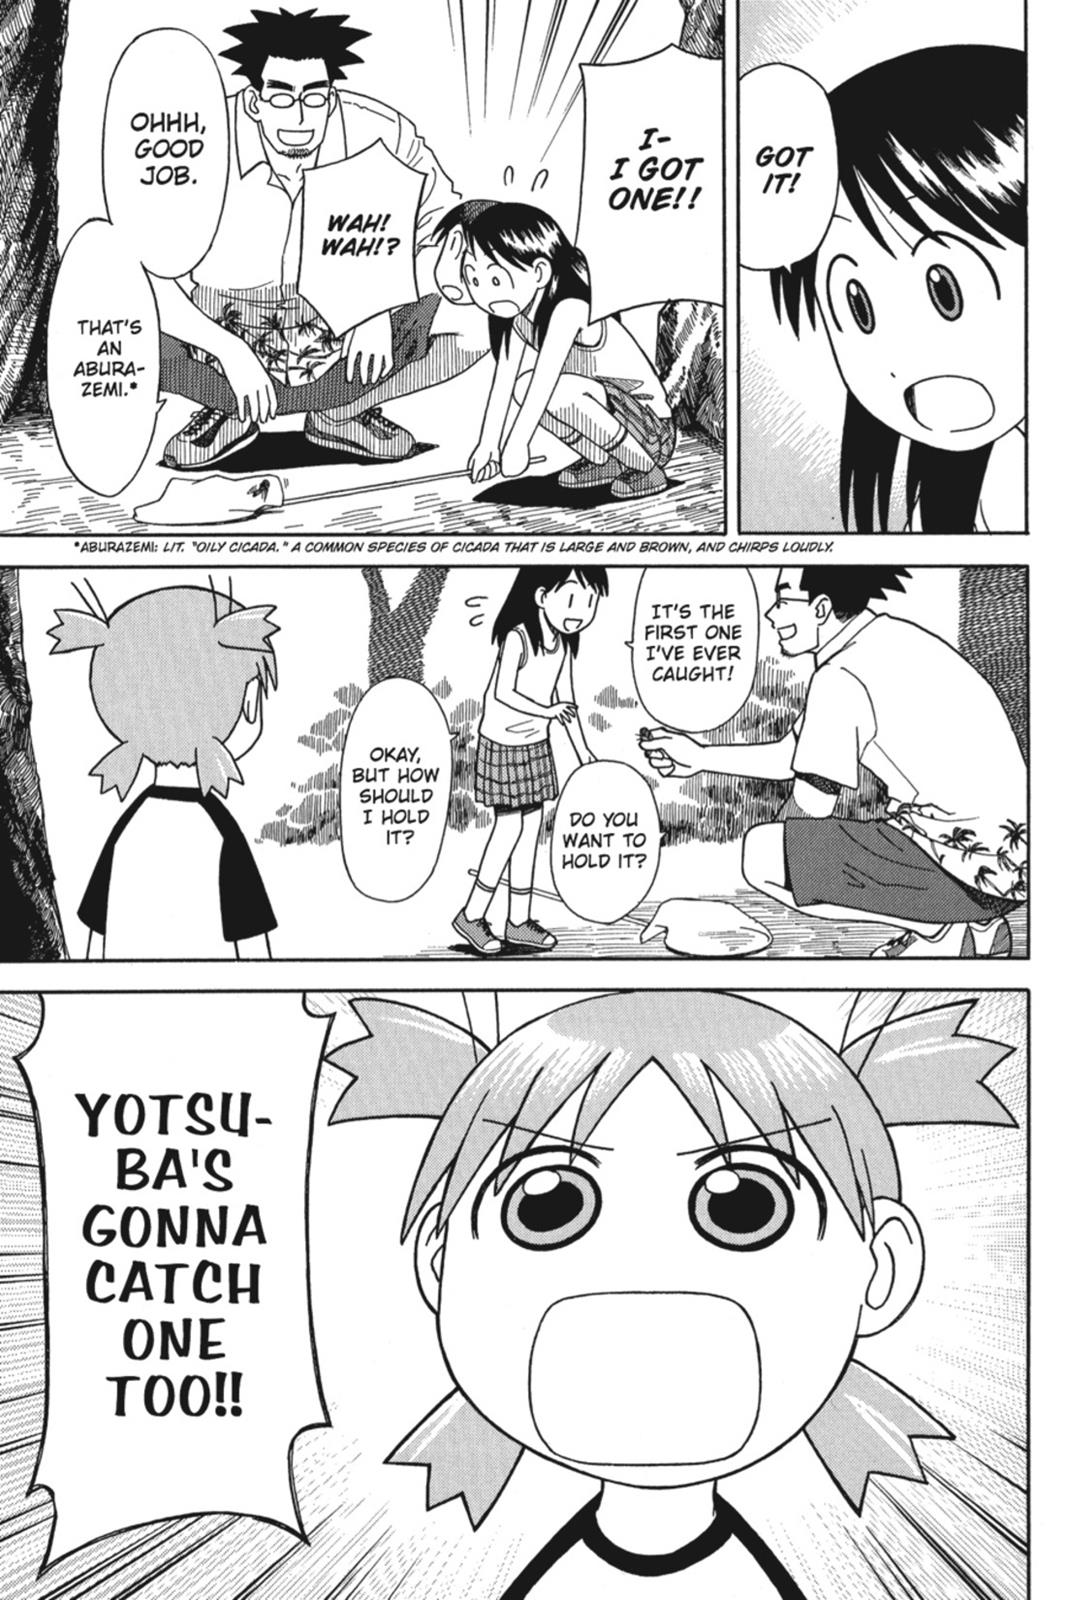 GOT
IT!
I-
I GOT
ONE!!
WAH!
WAH!?
OHHH,
GOOD
JOB.
THAT'S
AN
ABURA-
ZEMI.*
*ABURAZEMI: LIT. "OILY CICADA." A COMMON SPECIES OF CICADA THAT IS LARGE AND BROWN, AND CHIRPS LOUDLY.
IT'S THE
FIRST ONE
I'VE EVER
CAUGHT!
DO YOU
WANT TO
HOLD IT?
OKAY,
BUT HOW
SHOULD
I HOLD
IT?
YOTSU-
BA'S
GONNA
CATCH
ONE
TOO!!